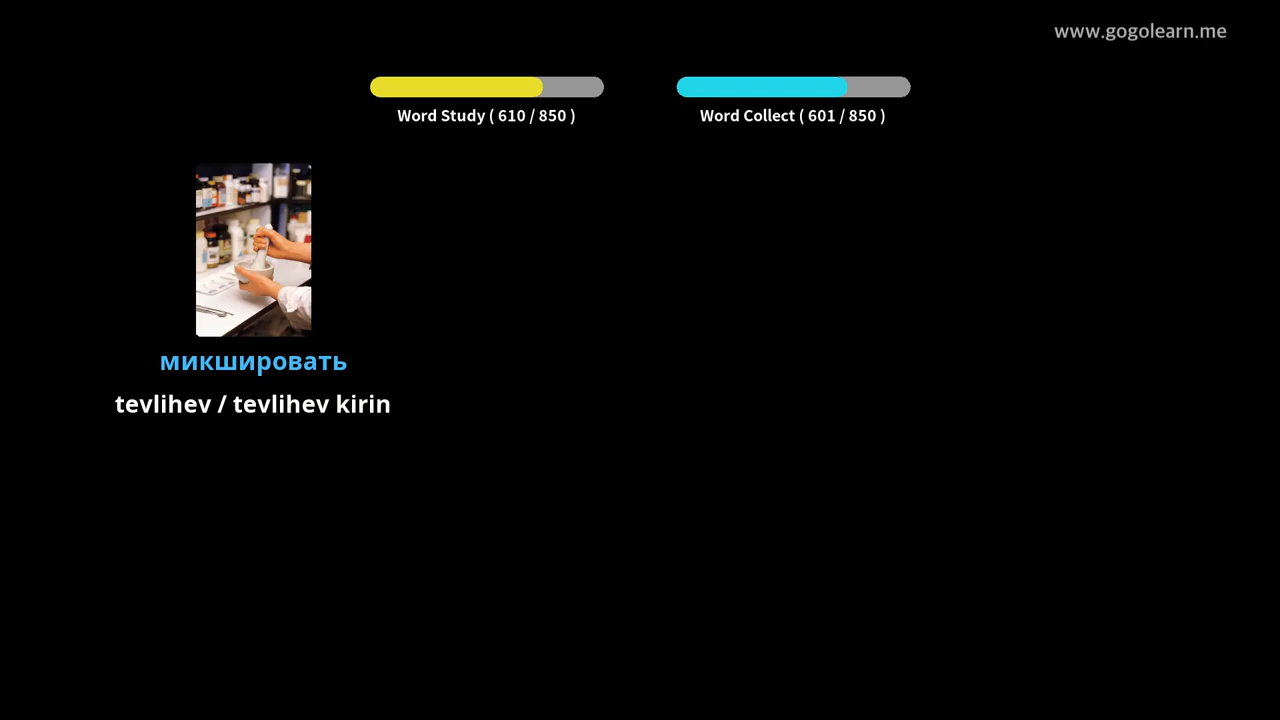 www.gogolearn.me
Word Study ( 610 / 850 )
Word Collect ( 601 / 850 )
микшировать
tevlihev / tevlihev kirin